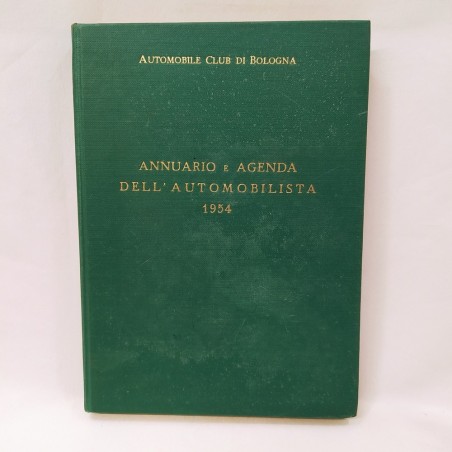 AUTOMOBILE CLUB DI BOLOGNA
ANNUARIO E AGENDA
DELL'AUTOMOBILISTA
1954